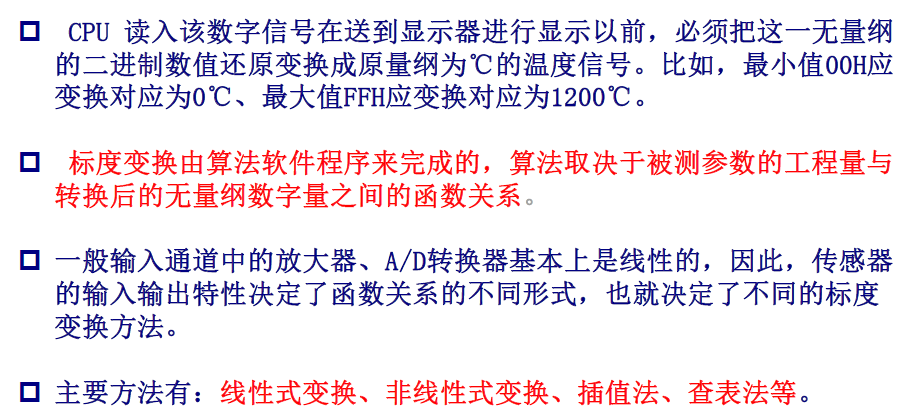 CPU 读入该数字信号在送到显示器进行显示以前，必须把这一无量纲
的二进制数值还原变换成原量纲为℃的温度信号。比如，最小值00H应
变换对应为0℃、最大值FFH应变换对应为1200℃。
标度变换由算法软件程序来完成的，算法取决于被测参数的工程量与
转换后的无量纲数字量之间的函数关系。
一般输入通道中的放大器、A/D转换器基本上是线性的，因此，传感器
的输入输出特性决定了函数关系的不同形式，也就决定了不同的标度
变换方法。
主要方法有：线性式变换、非线性式变换、插值法、查表法等。